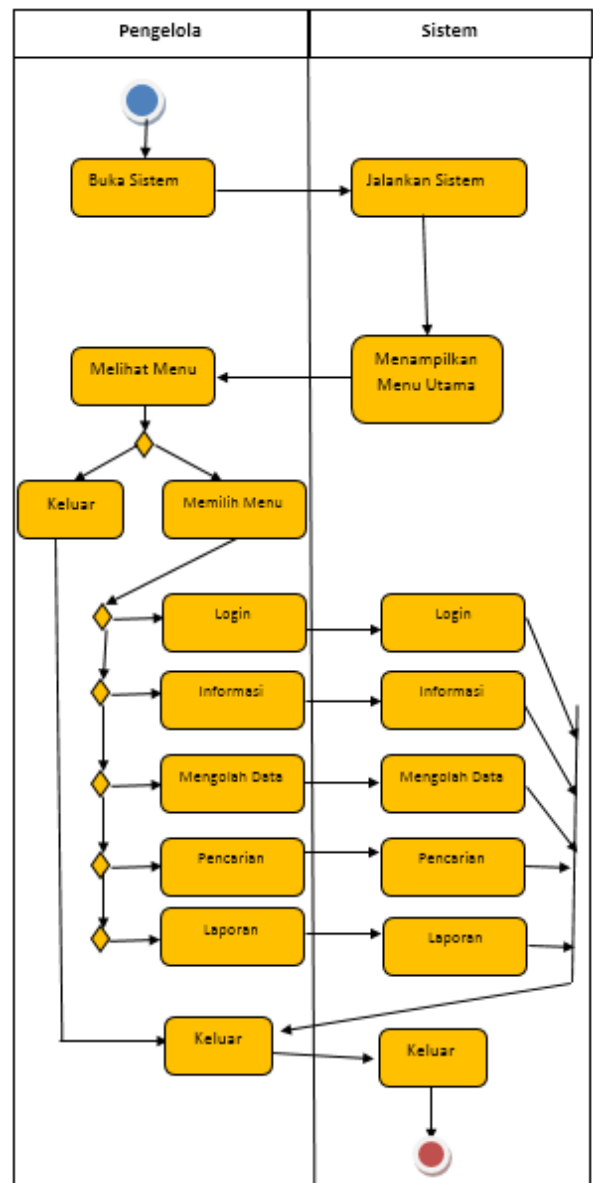 Pengelola
Sistem
Buka Sistem
Jalankan Sistem
Menampilkan
Menu Utama
Melihat Menu
Keluar
Memilih Menu
Login
Login
Informasi
Informasi
Mengolah Data
Mengolah Data
Pencarian
Pencarian
Laporan
Laporan
Keluar
Keluar